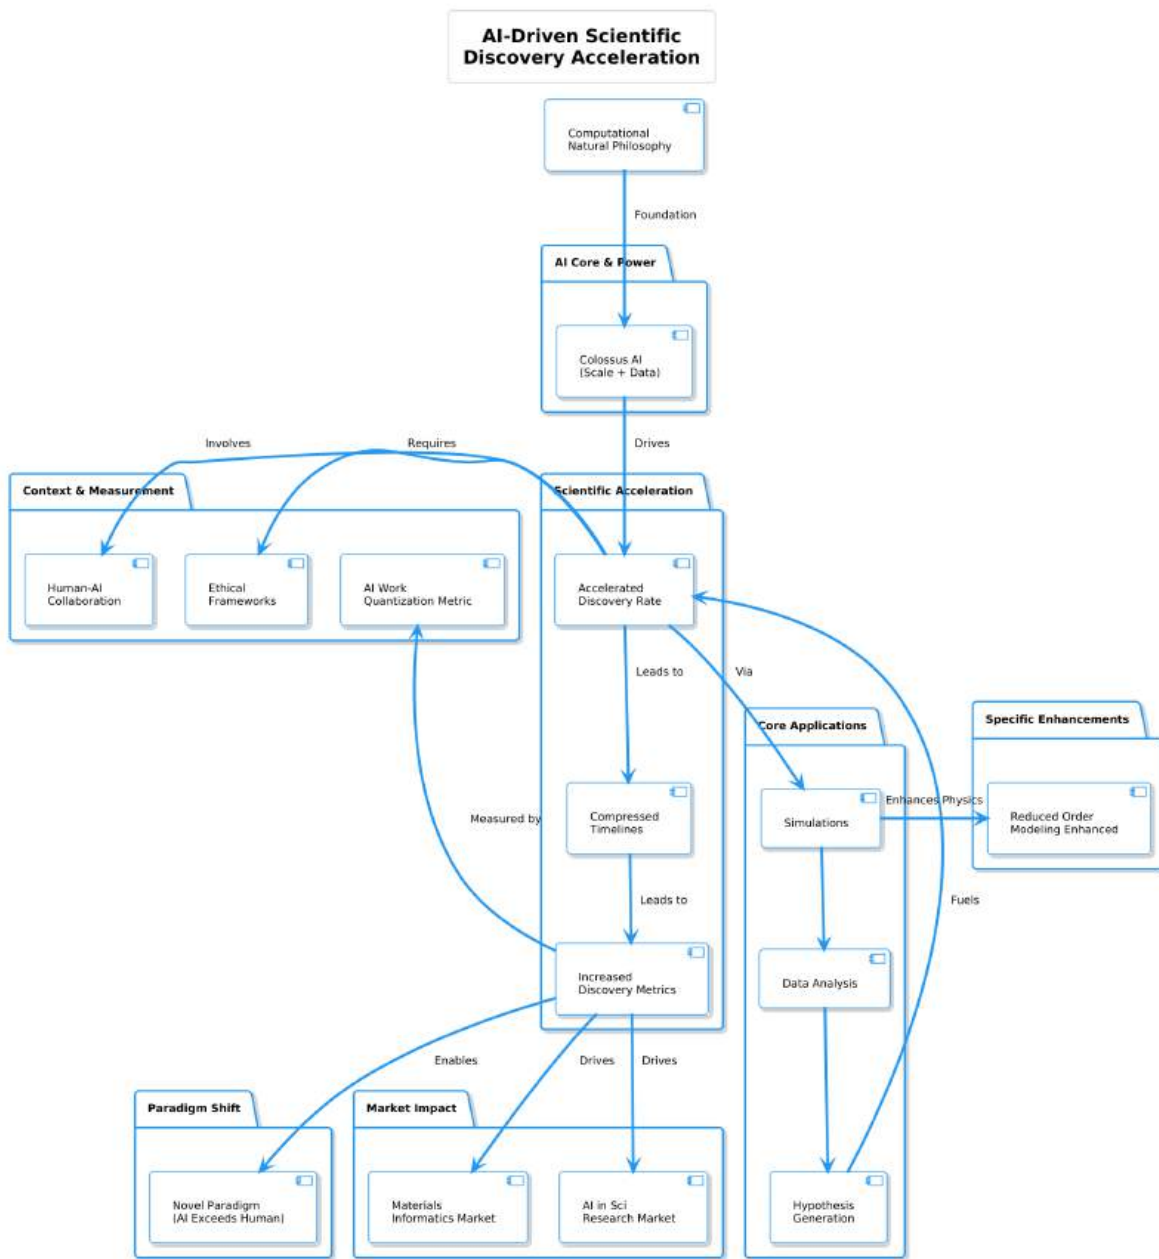 AI-Driven Scientific
Discovery Acceleration
Computational
Natural Philosophy
Foundation
AI Core & Power
Colossus AI
(Scale + Data)
Involves
Requires
Drives
Context & Measurement
Scientific Acceleration
Human-AI
Collaboration
Ethical
Frameworks
AI Work
Quantization Metric
Accelerated
Discovery Rate
Leads to
Via
Core Applications
Specific Enhancements
Compressed
Timelines
Measured by
Simulations
Enhances Physics
Reduced Order
Modeling Enhanced
Leads to
Fuels
Increased
Discovery Metrics
Data Analysis
Enables
Drives
Drives
Paradigm Shift
Market Impact
Novel Paradigm
(AI Exceeds Human)
Materials
Informatics Market
AI in Sci
Research Market
Hypothesis
Generation